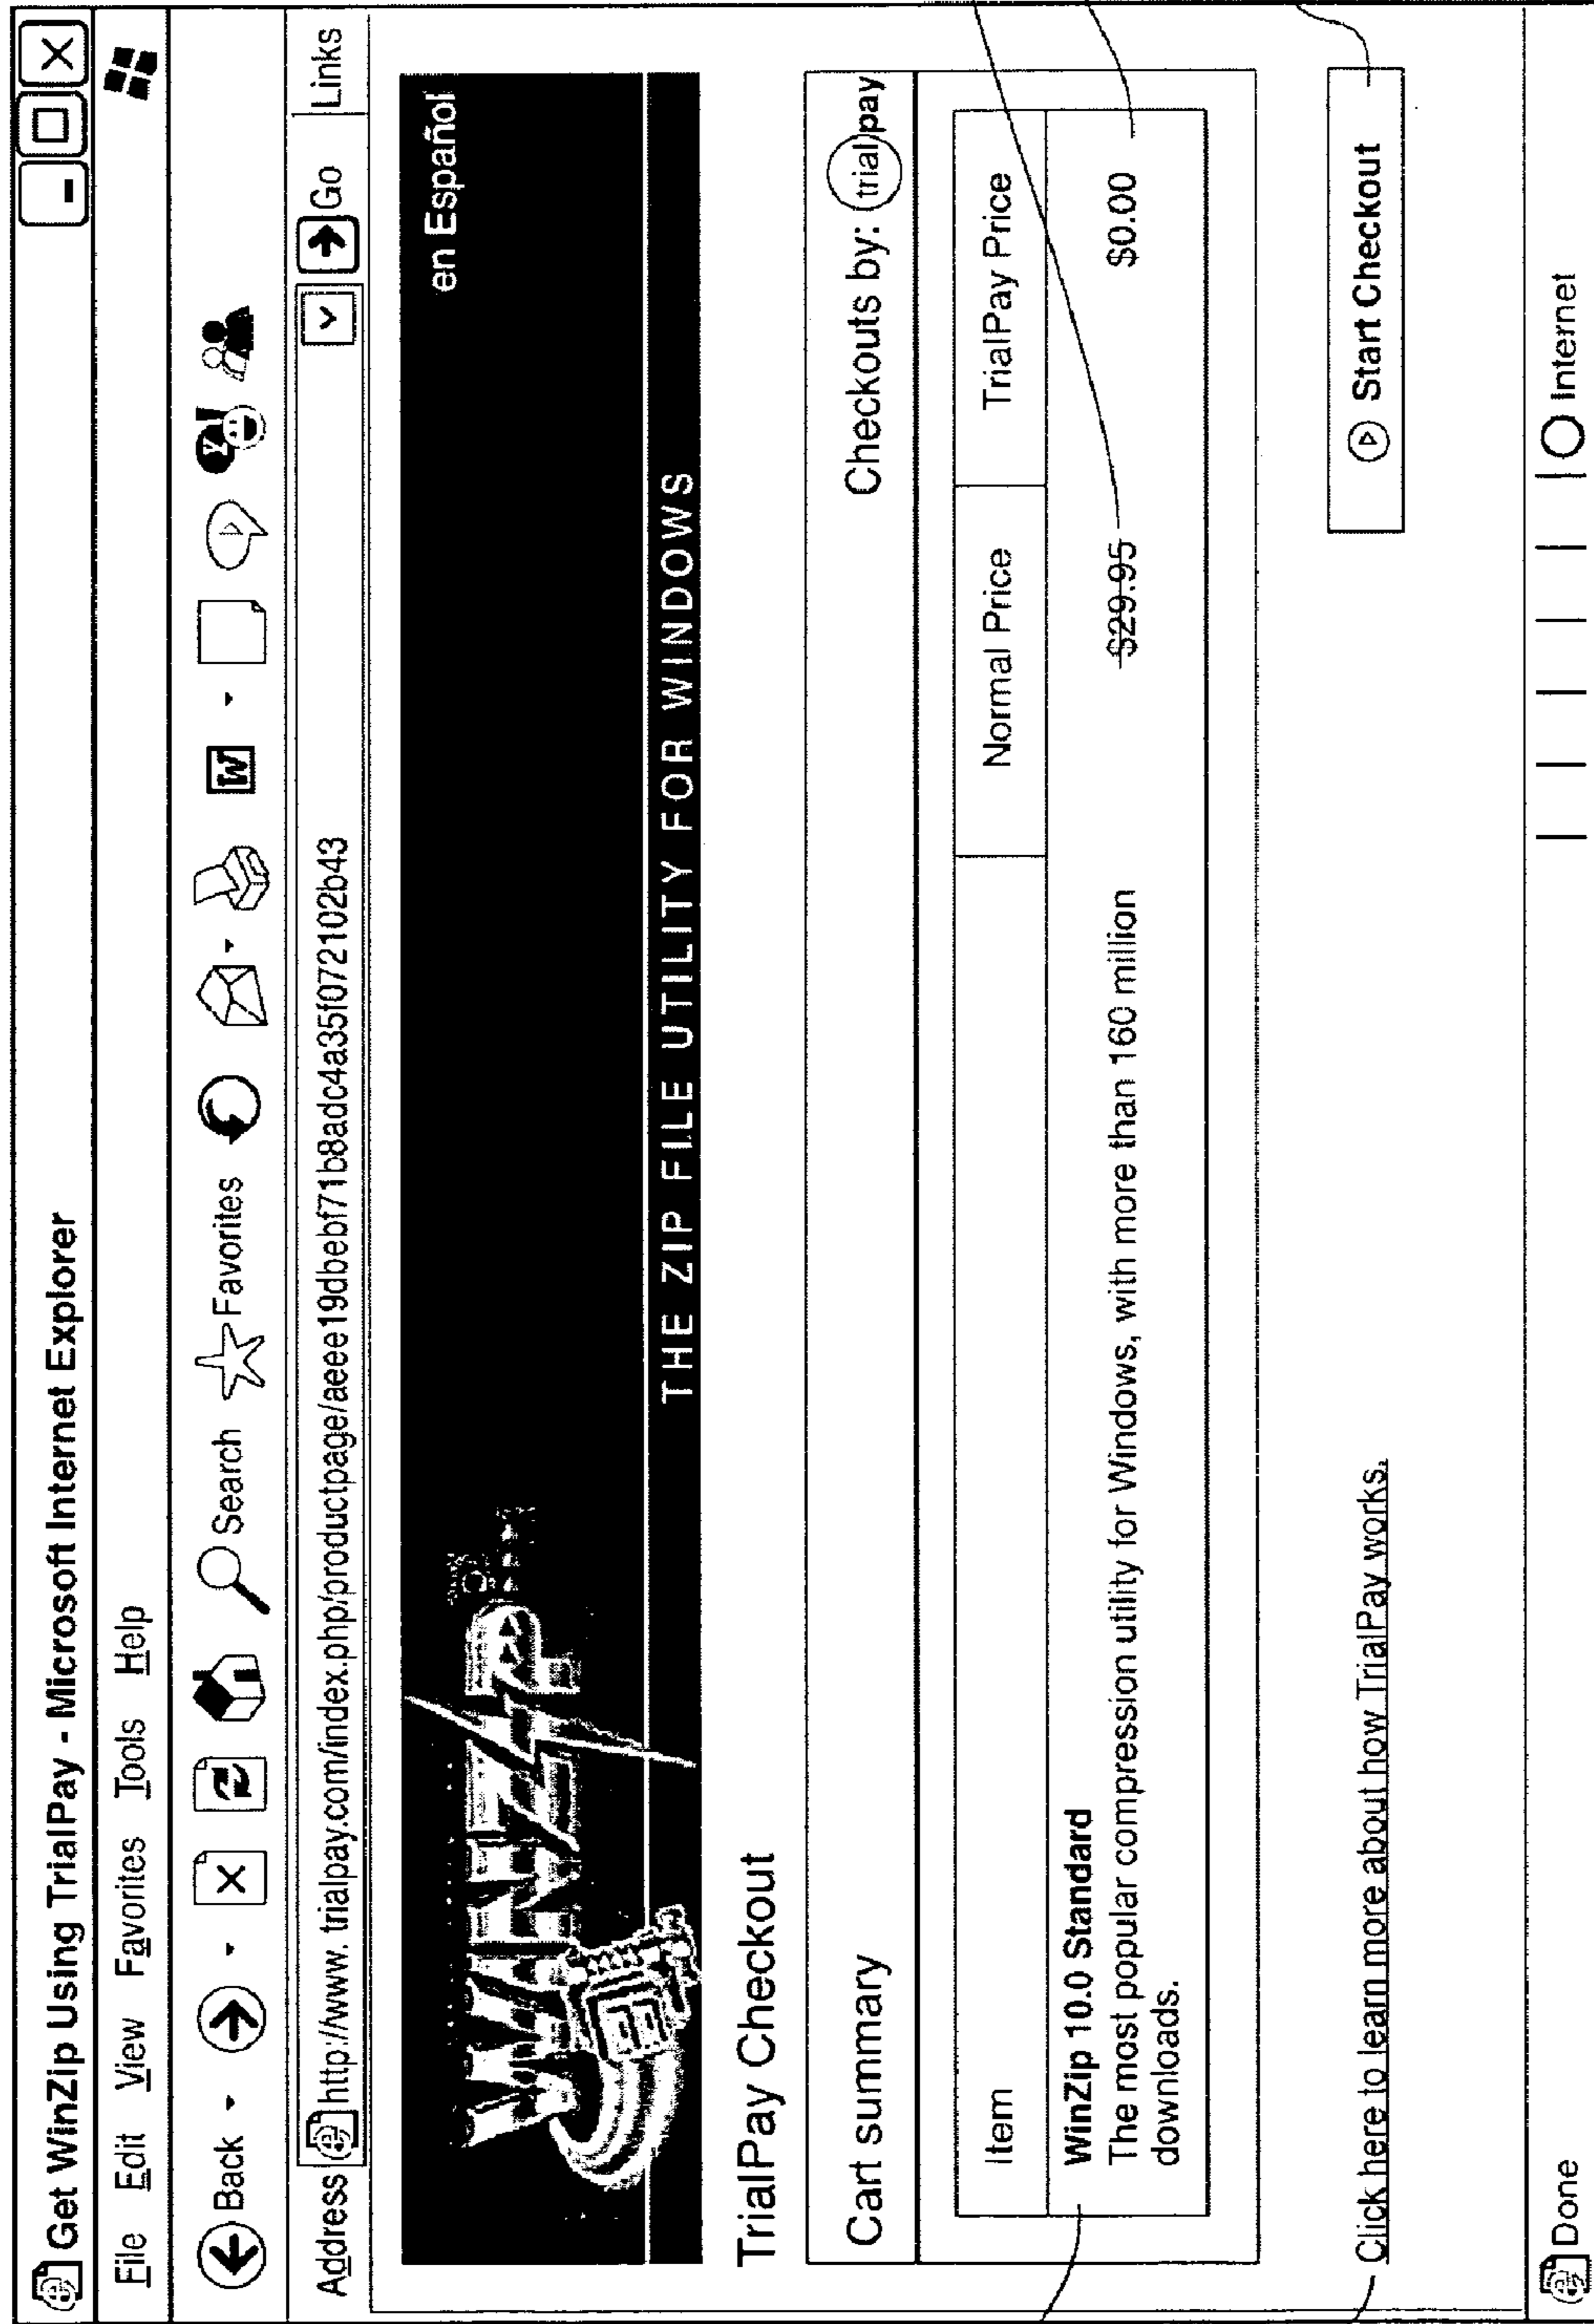 Get WinZip Using TrialPay - Microsoft Internet Explorer
File Edit View Favorites Tools Help
Back Search Favorites W Y!
Address http://www.trialpay.com/index.php/productpage/aeee19dbebf71b8adc4a35f072102b43 Go Links
en Español
WINZIP
THE ZIP FILE UTILITY FOR WINDOWS
TrialPay Checkout
Cart summary Checkouts by: trialpay
Item Normal Price TrialPay Price
WinZip 10.0 Standard
The most popular compression utility for Windows, with more than 160 million $29.95 $0.00
downloads.
Click here to learn more about how TrialPay works. Start Checkout
Done Internet